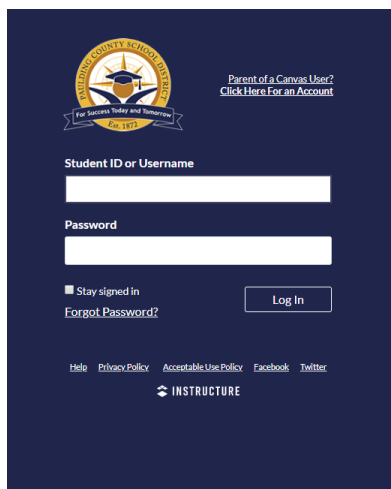 PAULDING COUNTY SCHOOL DISTRICT
For Success Today and Tomorrow
Est. 1872
Parent of a Canvas User?
Click Here For an Account
Student ID or Username
Password
Stay signed in
Log In
Forgot Password?
Help Privacy Policy Acceptable Use Policy Facebook Twitter
INSTRUCTURE